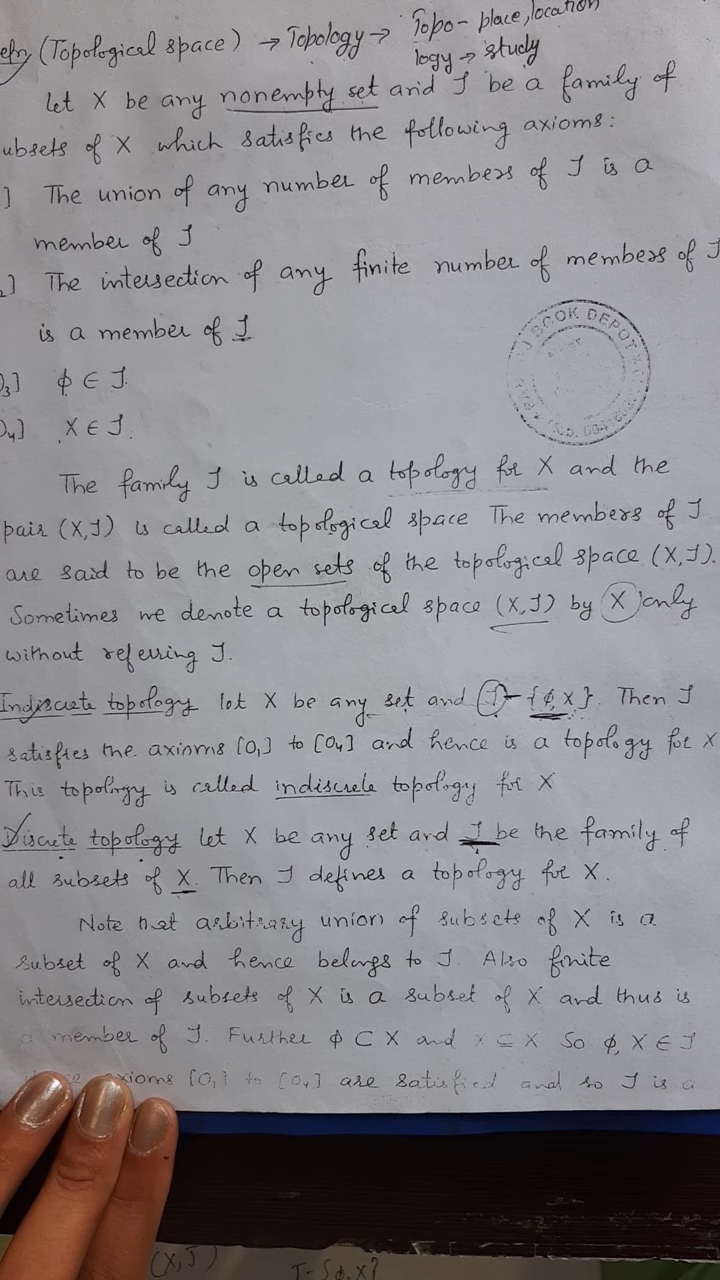 efn (Topological space) → Topology → Topo - place, location
logy → study
let X be any nonempty set and J be a family of
ubsets of X which satisfies the following axioms:
] The union of any number of members of J is a
member of J
2] The intersection of any finite number of members of J
is a member of J
O3] ϕ ∈ J
O4] X ∈ J.
BOOK DEPOT
The family J is called a topology for X and the
pair (X,J) is called a topological space The members of J
are said to be the open sets of the topological space (X,J).
Sometimes we denote a topological space (X,J) by X only
without referring J.
Indiscrete topology let X be any set and J - {ϕ, X}. Then J
satisfies the axioms [O1] to [O4] and hence is a topology for X
This topology is called indiscrete topology for X
Discrete topology let X be any set and J be the family of
all subsets of X. Then J defines a topology for X.
Note that arbitrary union of subsets of X is a
subset of X and hence belongs to J. Also finite
intersection of subsets of X is a subset of X and thus is
a member of J. Further ϕ ⊂ X and X ⊆ X So ϕ, X ∈ J
axioms [O1] to [O4] are satisfied and so J is a
(X,J) J-{ϕ,X}